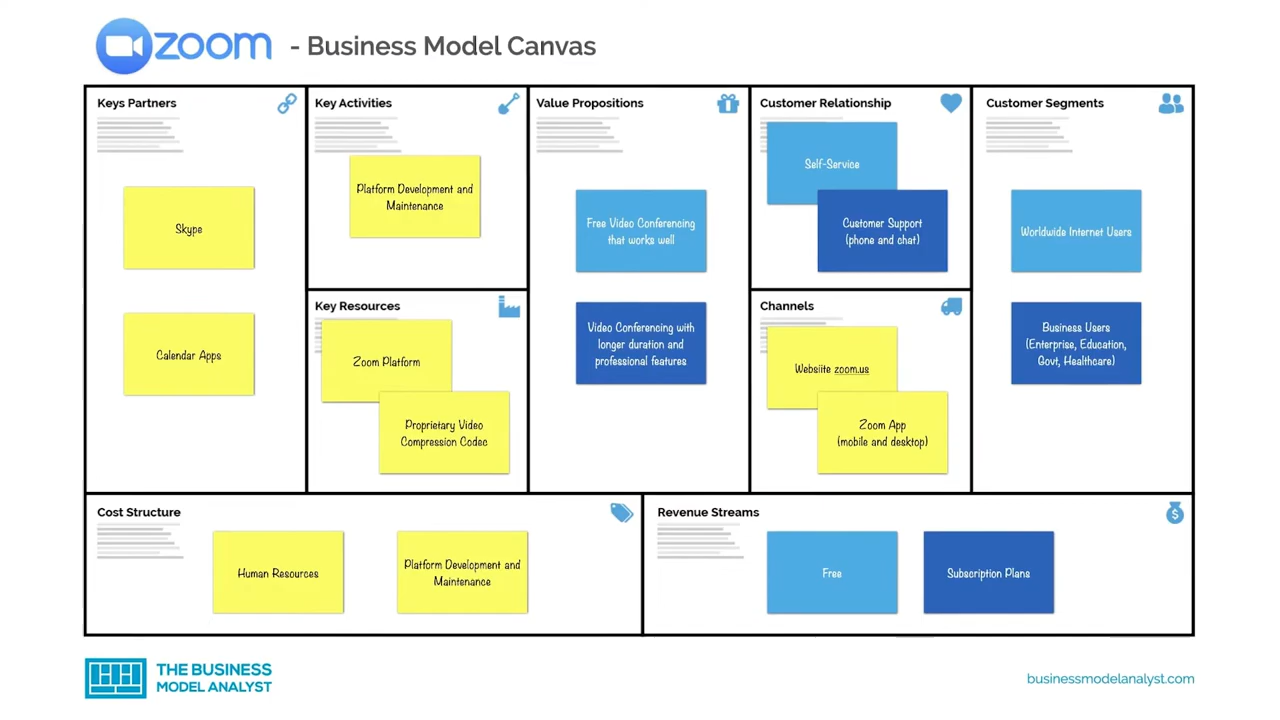 zoom - Business Model Canvas
Keys Partners
Skype
Calendar Apps
Key Activities
Platform Development and
Maintenance
Key Resources
Zoom Platform
Proprietary Video
Compression Codec
Value Propositions
Free Video Conferencing
that works well
Video Conferencing with
longer duration and
professional features
Customer Relationship
Self-Service
Customer Support
(phone and chat)
Channels
Websiite zoom.us
Zoom App
(mobile and desktop)
Customer Segments
Worldwide Internet Users
Business Users
(Enterprise, Education,
Govt, Healthcare)
Cost Structure
Human Resources
Platform Development and
Maintenance
Revenue Streams
Free
Subscription Plans
THE BUSINESS
MODEL ANALYST
businessmodelanalyst.com